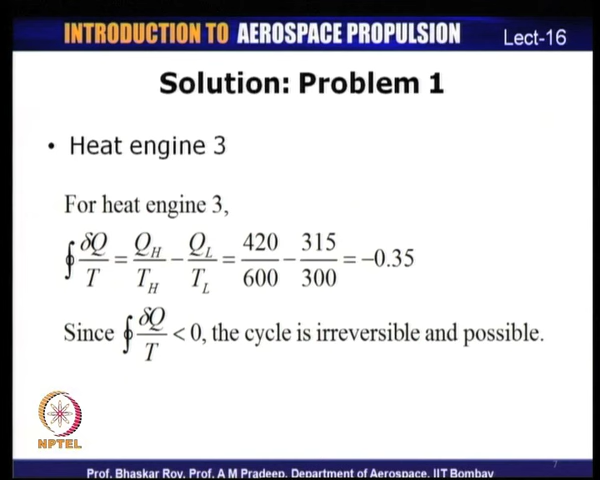 INTRODUCTION TO AEROSPACE PROPULSION Lect-16
Solution: Problem 1
• Heat engine 3
For heat engine 3,
∮ δQ/T = Q_H/T_H − Q_L/T_L = 420/600 − 315/300 = −0.35
Since ∮ δQ/T < 0, the cycle is irreversible and possible.
NPTEL
7
Prof. Bhaskar Roy, Prof. A M Pradeep, Department of Aerospace, IIT Bombay